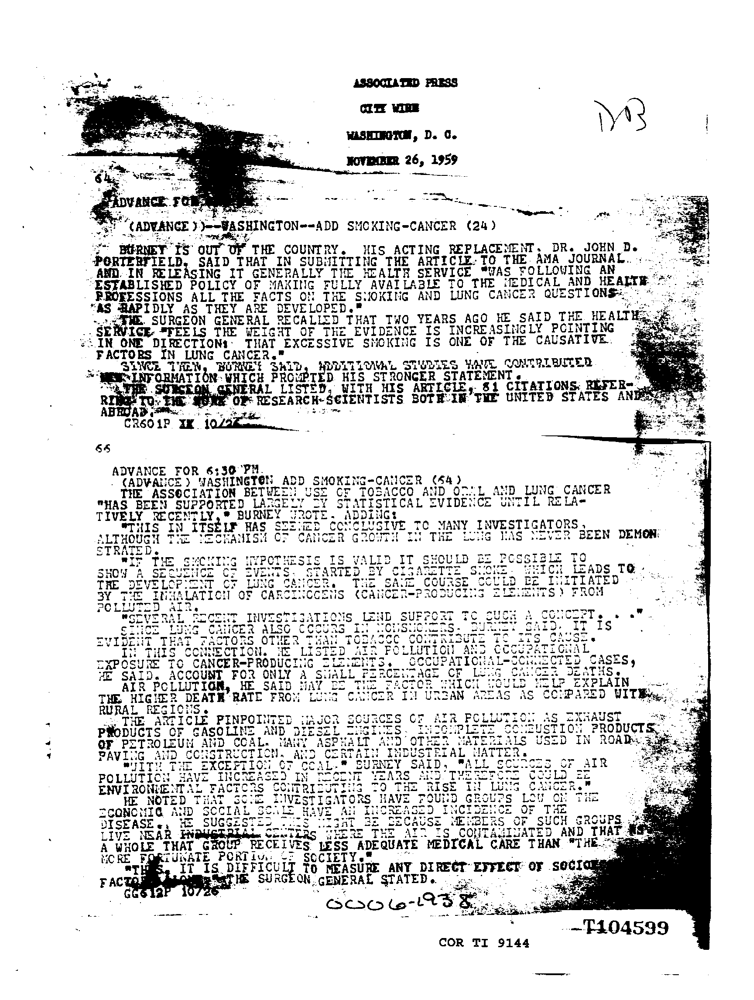 ASSOCIATED PRESS
CITY WIRE
WASHINGTON, D. C.
NOVEMBER 26, 1959
64
ADVANCE FOR
(ADVANCE))--WASHINGTON--ADD SMOKING-CANCER (24)
BURNEY IS OUT OF THE COUNTRY. HIS ACTING REPLACEMENT, DR. JOHN D.
PORTERFIELD, SAID THAT IN SUBMITTING THE ARTICLE TO THE AMA JOURNAL
AND IN RELEASING IT GENERALLY THE HEALTH SERVICE "WAS FOLLOWING AN
ESTABLISHED POLICY OF MAKING FULLY AVAILABLE TO THE MEDICAL AND HEALTH
PROFESSIONS ALL THE FACTS ON THE SMOKING AND LUNG CANCER QUESTIONS
"AS RAPIDLY AS THEY ARE DEVELOPED."
THE SURGEON GENERAL RECALLED THAT TWO YEARS AGO HE SAID THE HEALTH
SERVICE "FEELS THE WEIGHT OF THE EVIDENCE IS INCREASINGLY POINTING
IN ONE DIRECTION: THAT EXCESSIVE SMOKING IS ONE OF THE CAUSATIVE
FACTORS IN LUNG CANCER."
SINCE THEN, BURNEY SAID, ADDITIONAL STUDIES HAVE CONTRIBUTED
NEW INFORMATION WHICH PROMPTED HIS STRONGER STATEMENT.
THE SURGEON GENERAL LISTED, WITH HIS ARTICLE, 81 CITATIONS REFER-
RING TO THE WORK OF RESEARCH SCIENTISTS BOTH IN THE UNITED STATES AND
ABROAD.
CR601P 10/26
66
ADVANCE FOR 6:30 PM
(ADVANCE) WASHINGTON ADD SMOKING-CANCER (64)
THE ASSOCIATION BETWEEN USE OF TOBACCO AND ORAL AND LUNG CANCER
"HAS BEEN SUPPORTED LARGELY BY STATISTICAL EVIDENCE UNTIL RELA-
TIVELY RECENTLY," BURNEY WROTE, ADDING:
"THIS IN ITSELF HAS SEEMED CONCLUSIVE TO MANY INVESTIGATORS,
ALTHOUGH THE MECHANISM OF CANCER GROWTH IN THE LUNG HAS NEVER BEEN DEMON
STRATED.
"IF THE SMOKING HYPOTHESIS IS VALID IT SHOULD BE POSSIBLE TO
SHOW A SEQUENCE OF EVENTS, STARTED BY CIGARETTE SMOKE WHICH LEADS TO
THE DEVELOPMENT OF LUNG CANCER. THE SAME COURSE COULD BE INITIATED
BY THE INHALATION OF CARCINOGENS (CANCER-PRODUCING ELEMENTS) FROM
POLLUTED AIR.
"SEVERAL RECENT INVESTIGATIONS LEND SUPPORT TO SUCH A CONCEPT. . ."
SINCE LUNG CANCER ALSO OCCURS IN NONSMOKERS, BURNEY SAID, IT IS
EVIDENT THAT FACTORS OTHER THAN TOBACCO CONTRIBUTE TO ITS CAUSE.
IN THIS CONNECTION, HE LISTED AIR POLLUTION AND OCCUPATIONAL
EXPOSURE TO CANCER-PRODUCING ELEMENTS. OCCUPATIONAL-CONNECTED CASES,
HE SAID, ACCOUNT FOR ONLY A SMALL PERCENTAGE OF LUNG CANCER DEATHS.
AIR POLLUTION, HE SAID MAY BE THE FACTOR WHICH WOULD HELP EXPLAIN
THE HIGHER DEATH RATE FROM LUNG CANCER IN URBAN AREAS AS COMPARED WITH
RURAL REGIONS.
THE ARTICLE PINPOINTED MAJOR SOURCES OF AIR POLLUTION AS EXHAUST
PRODUCTS OF GASOLINE AND DIESEL ENGINES, INCOMPLETE COMBUSTION PRODUCTS
OF PETROLEUM AND COAL, MANY ASPHALT AND OTHER MATERIALS USED IN ROAD
PAVING AND CONSTRUCTION, AND CERTAIN INDUSTRIAL MATTER.
"WITH THE EXCEPTION OF COAL," BURNEY SAID, "ALL SOURCES OF AIR
POLLUTION HAVE INCREASED IN RECENT YEARS AND THEREFORE COULD BE
ENVIRONMENTAL FACTORS CONTRIBUTING TO THE RISE IN LUNG CANCER."
HE NOTED THAT SOME INVESTIGATORS HAVE FOUND GROUPS LOW ON THE
ECONOMIC AND SOCIAL SCALE HAVE AN INCREASED INCIDENCE OF THE
DISEASE. HE SUGGESTED THIS MIGHT BE BECAUSE MEMBERS OF SUCH GROUPS
LIVE NEAR INDUSTRIAL CENTERS WHERE THE AIR IS CONTAMINATED AND THAT AS
A WHOLE THAT GROUP RECEIVES LESS ADEQUATE MEDICAL CARE THAN "THE
MORE FORTUNATE PORTION OF SOCIETY."
"THUS, IT IS DIFFICULT TO MEASURE ANY DIRECT EFFECT OF
THE SURGEON GENERAL STATED.
GG612P 10/26
T104599
COR TI 9144